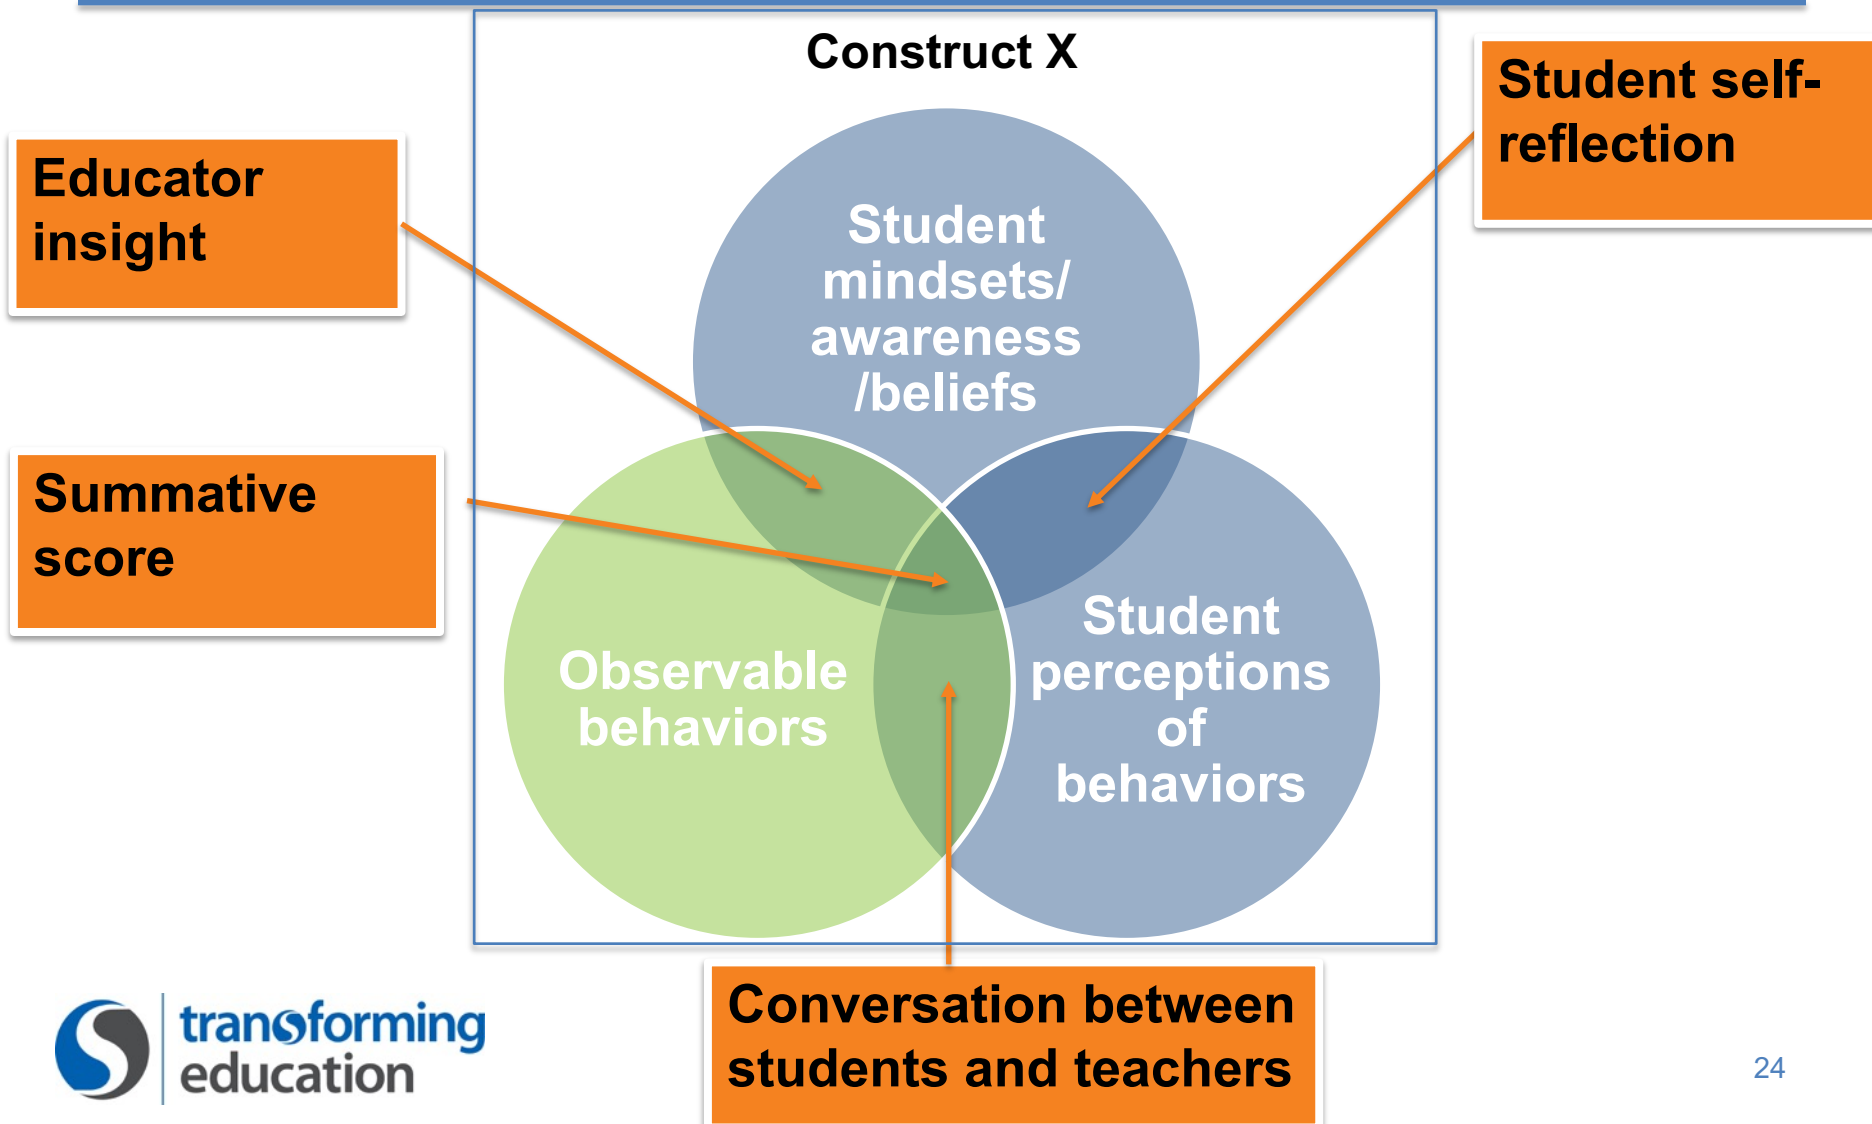 Construct X
Student self-
reflection
Educator
insight
Student
mindsets/
awareness
/beliefs
Summative
score
Observable
behaviors
Student
perceptions
of
behaviors
Conversation between
students and teachers
transforming
education
24